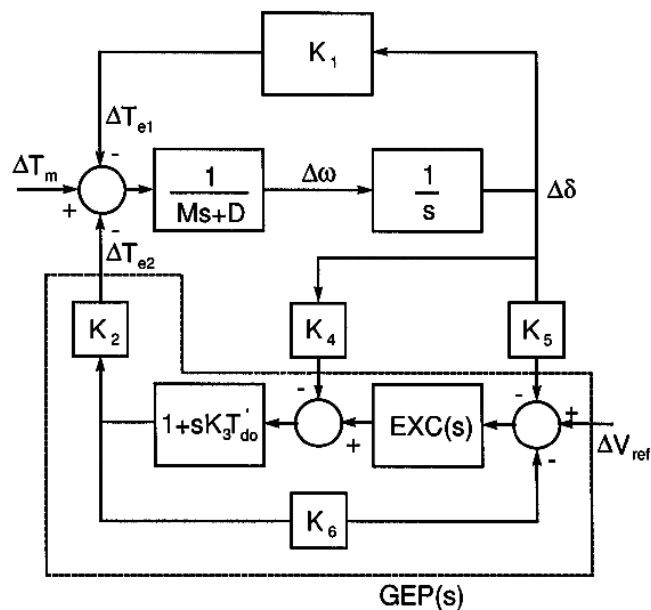 K₁
ΔT_e1
-
ΔT_m
+
-
1
Ms+D
Δω
1
s
Δδ
ΔT_e2
K₂
K₄
K₅
-
-
+
1+sK₃T'_do
+
EXC(s)
-
ΔV_ref
K₆
GEP(s)